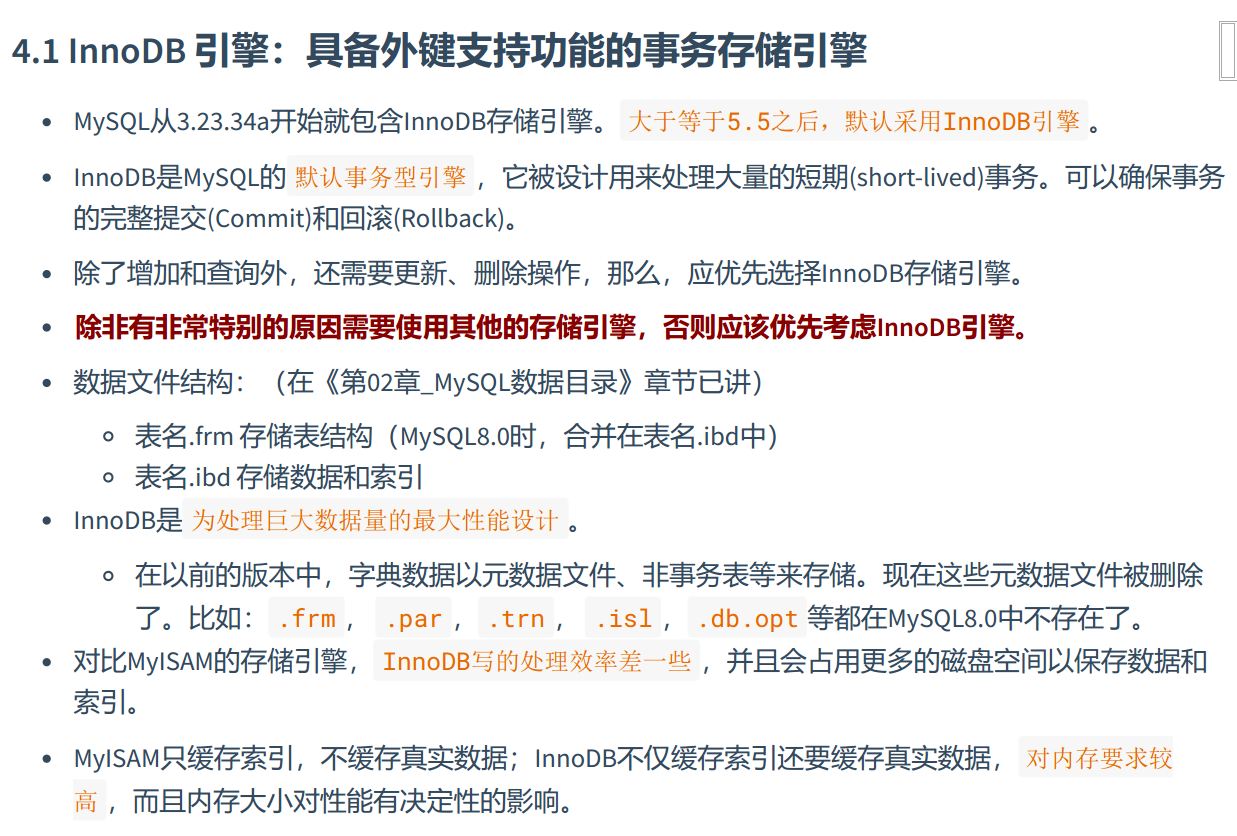 4.1 InnoDB 引擎：具备外键支持功能的事务存储引擎
MySQL从3.23.34a开始就包含InnoDB存储引擎。大于等于5.5之后，默认采用InnoDB引擎。
InnoDB是MySQL的默认事务型引擎，它被设计用来处理大量的短期(short-lived)事务。可以确保事务
的完整提交(Commit)和回滚(Rollback)。
除了增加和查询外，还需要更新、删除操作，那么，应优先选择InnoDB存储引擎。
除非有非常特别的原因需要使用其他的存储引擎，否则应该优先考虑InnoDB引擎。
数据文件结构：（在《第02章_MySQL数据目录》章节已讲）
表名.frm 存储表结构（MySQL8.0时，合并在表名.ibd中）
表名.ibd 存储数据和索引
InnoDB是为处理巨大数据量的最大性能设计。
在以前的版本中，字典数据以元数据文件、非事务表等来存储。现在这些元数据文件被删除
了。比如：.frm，.par，.trn，.isl，.db.opt等都在MySQL8.0中不存在了。
对比MyISAM的存储引擎，InnoDB写的处理效率差一些，并且会占用更多的磁盘空间以保存数据和
索引。
MyISAM只缓存索引，不缓存真实数据；InnoDB不仅缓存索引还要缓存真实数据，对内存要求较
高，而且内存大小对性能有决定性的影响。